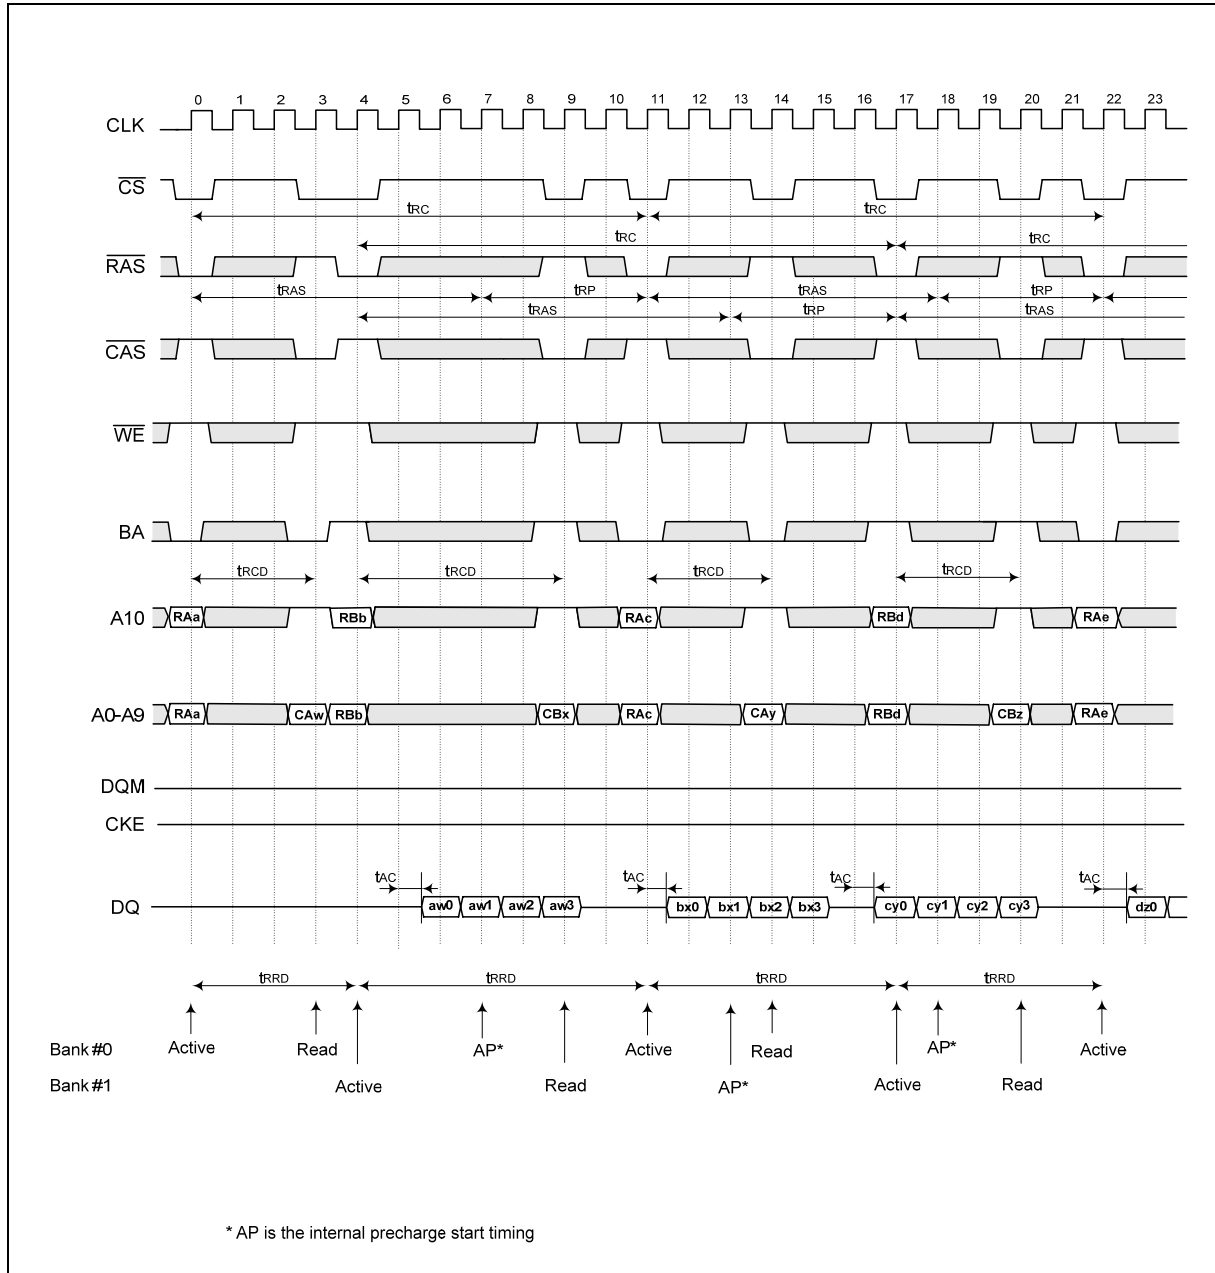 0 1 2 3 4 5 6 7 8 9 10 11 12 13 14 15 16 17 18 19 20 21 22 23
CLK
CS
tRC tRC
tRC tRC
RAS
tRAS tRP tRAS tRP
tRAS tRP tRAS
CAS
WE
BA
tRCD tRCD tRCD tRCD
A10 RAa RBb RAc RBd RAe
A0-A9 RAa CAw RBb CBx RAc CAy RBd CBz RAe
DQM
CKE
tAC tAC tAC tAC
DQ aw0 aw1 aw2 aw3 bx0 bx1 bx2 bx3 cy0 cy1 cy2 cy3 dz0
tRRD tRRD tRRD tRRD
Bank #0 Active Read AP* Active Read AP* Active
Bank #1 Active Read AP* Active Read
* AP is the internal precharge start timing